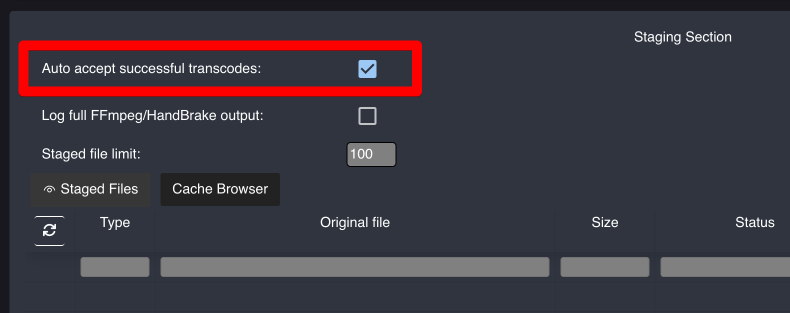 Staging Section
Auto accept successful transcodes:
Log full FFmpeg/HandBrake output:
Staged file limit: 100
Staged Files Cache Browser
Type Original file Size Status